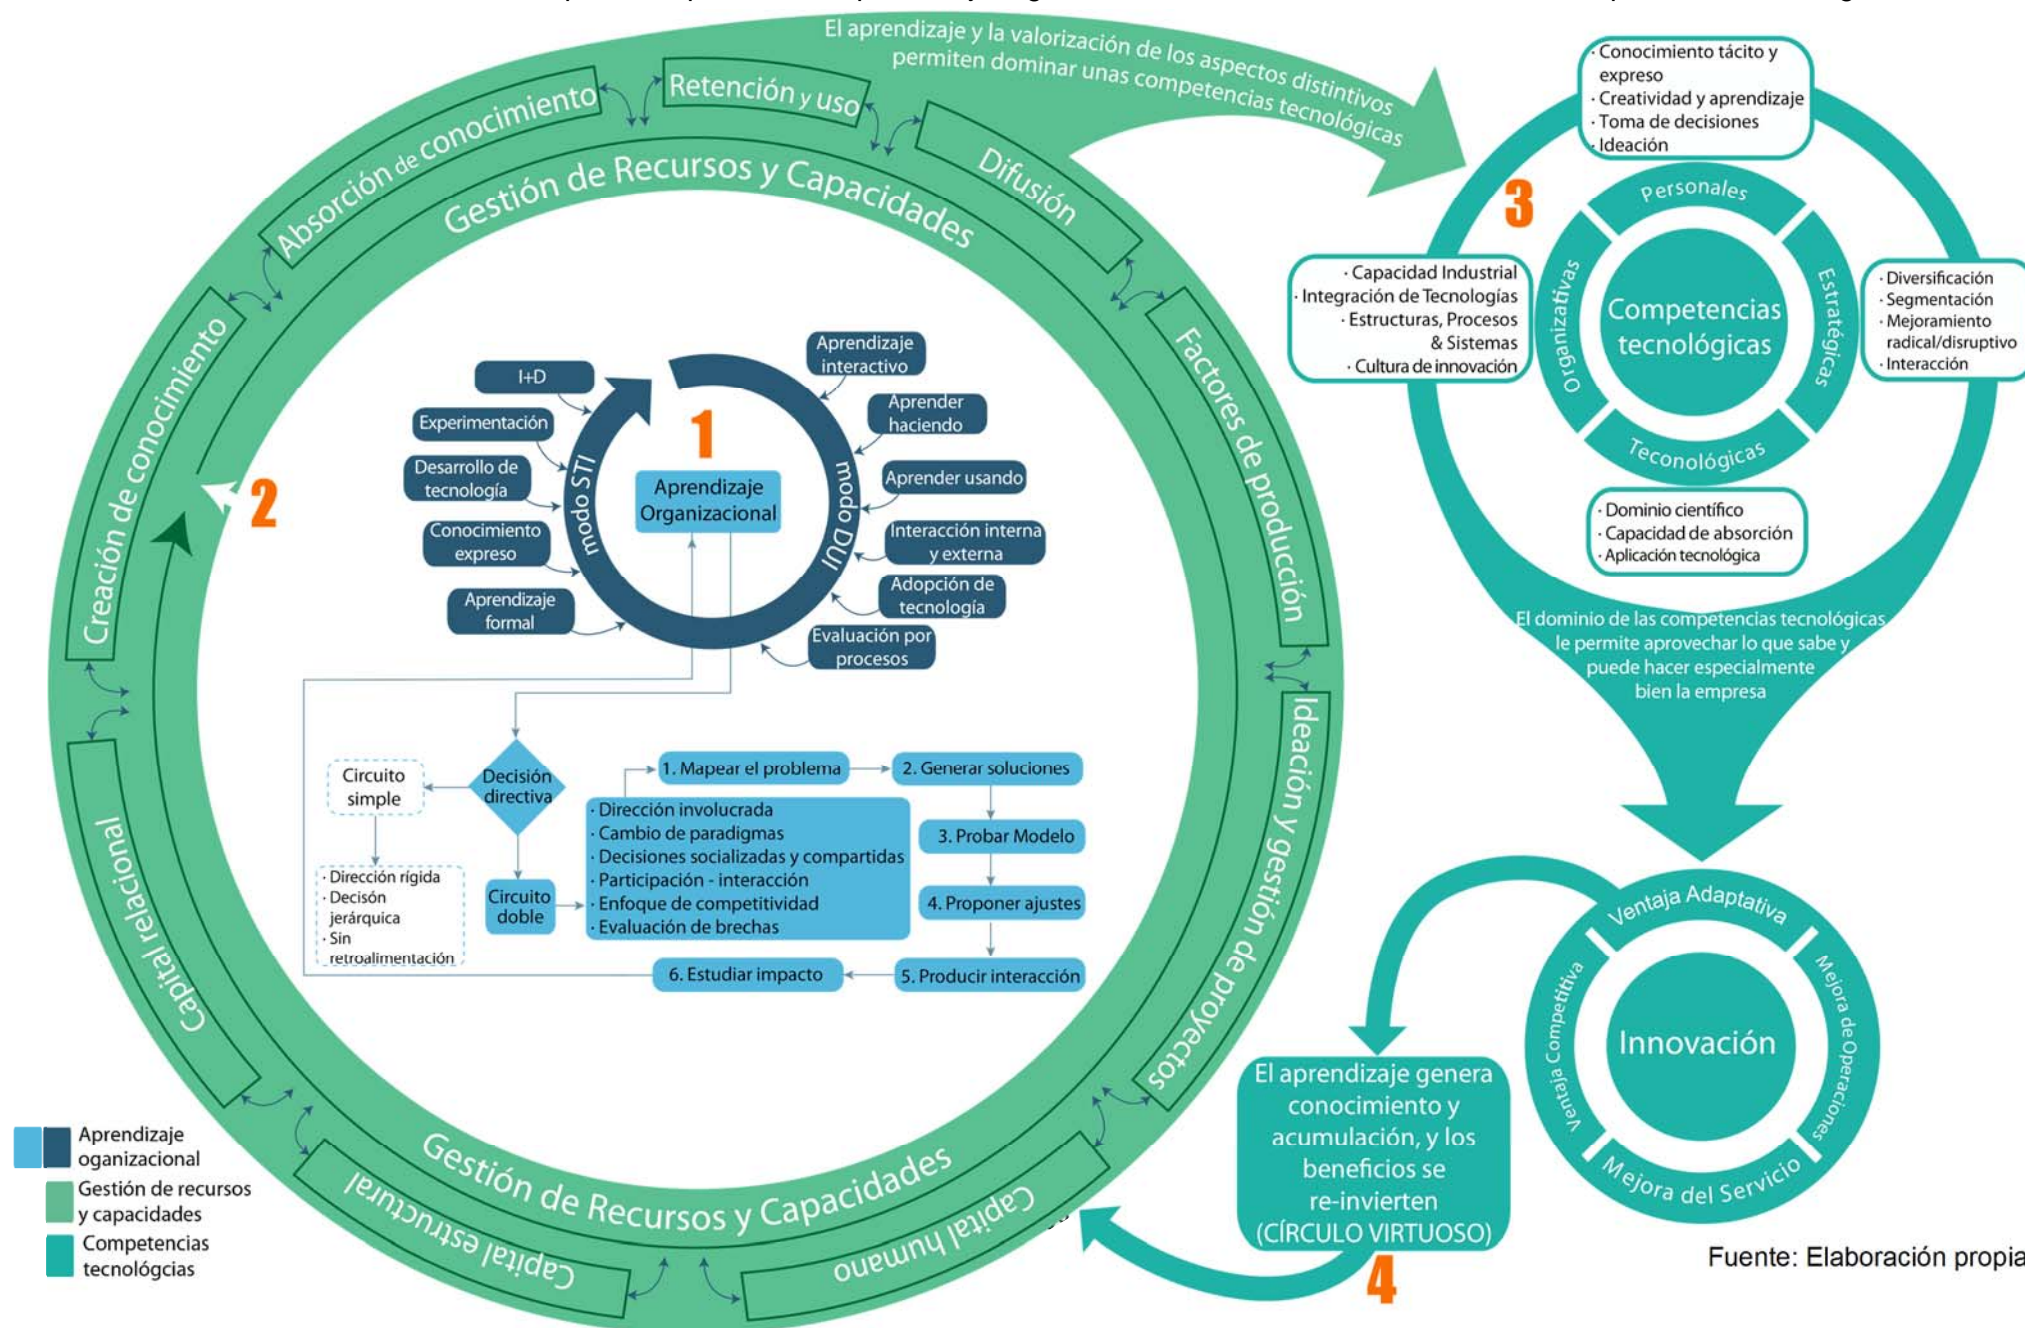 El aprendizaje y la valorización de los aspectos distintivos
permiten dominar unas competencias tecnológicas
Absorción de conocimiento
Retención y uso
Difusión
Factores de producción
Ideación y gestión de proyectos
Capital humano
Capital estructural
Capital relacional
Creación de conocimiento
Gestión de Recursos y Capacidades
Gestión de Recursos y Capacidades
2
1
Aprendizaje
Organizacional
modo STI
modo DUI
I+D
Experimentación
Desarrollo de
tecnología
Conocimiento
expreso
Aprendizaje
formal
Aprendizaje
interactivo
Aprender
haciendo
Aprender usando
Interacción interna
y externa
Adopción de
tecnología
Evaluación por
procesos
Decisión
directiva
Circuito
simple
· Dirección rígida
· Decisón
jerárquica
· Sin
retroalimentación
Circuito
doble
· Dirección involucrada
· Cambio de paradigmas
· Decisiones socializadas y compartidas
· Participación - interacción
· Enfoque de competitividad
· Evaluación de brechas
1. Mapear el problema
2. Generar soluciones
3. Probar Modelo
4. Proponer ajustes
5. Producir interacción
6. Estudiar impacto
3
· Conocimiento tácito y
expreso
· Creatividad y aprendizaje
· Toma de decisiones
· Ideación
· Capacidad Industrial
· Integración de Tecnologías
· Estructuras, Procesos
& Sistemas
· Cultura de innovación
Personales
Organizativas
Estratégicas
Teconológicas
Competencias
tecnológicas
· Diversificación
· Segmentación
· Mejoramiento
radical/disruptivo
· Interacción
· Dominio científico
· Capacidad de absorción
· Aplicación tecnológica
El dominio de las competencias tecnológicas
le permite aprovechar lo que sabe y
puede hacer especialmente
bien la empresa
Ventaja Adaptativa
Ventaja Competitiva
Mejora de Operaciones
Mejora del Servicio
Innovación
El aprendizaje genera
conocimiento y
acumulación, y los
beneficios se
re-invierten
(CÍRCULO VIRTUOSO)
4
Aprendizaje
oganizacional
Gestión de recursos
y capacidades
Competencias
tecnológcias
Fuente: Elaboración propia